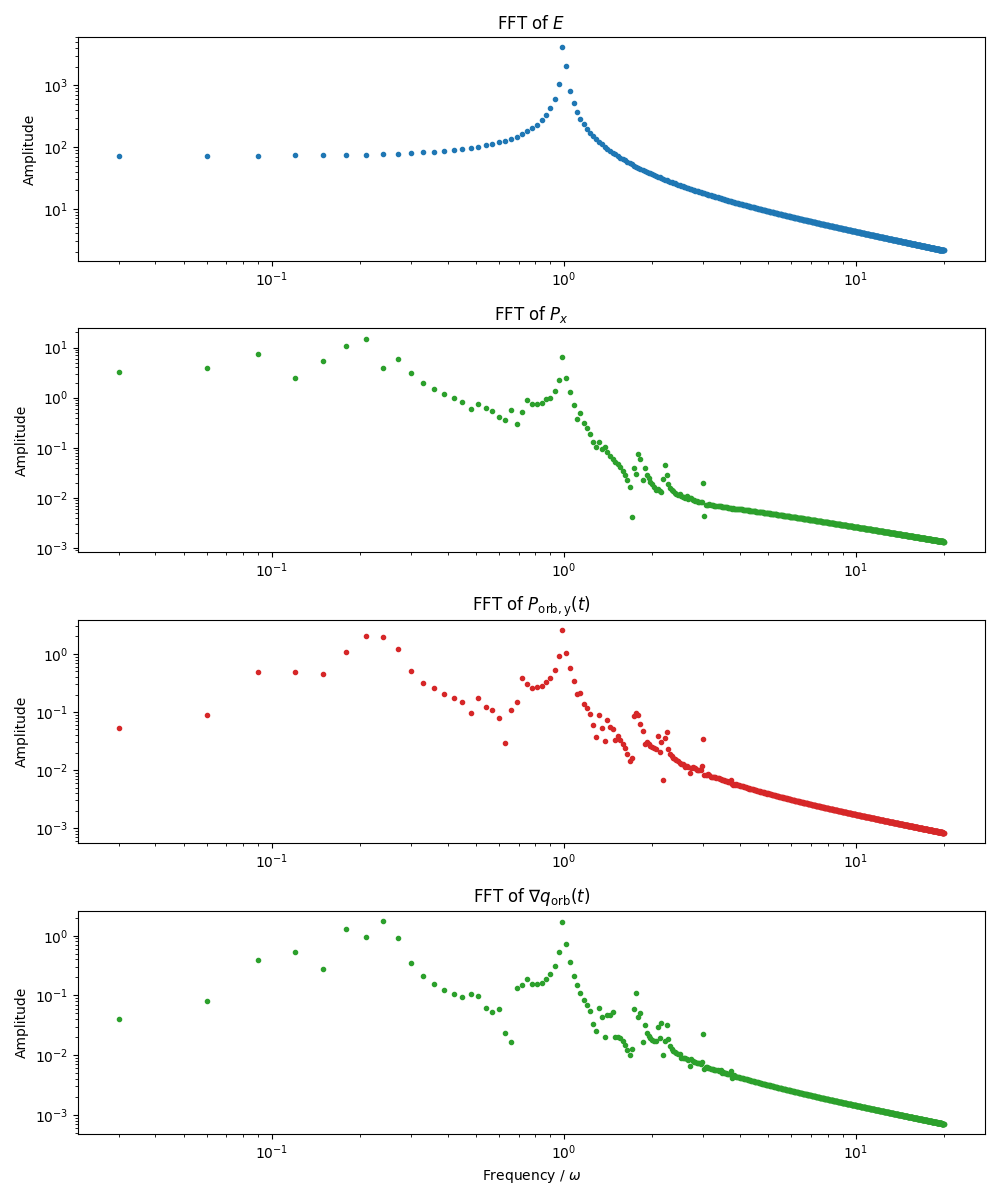 FFT of E
Amplitude
10³
10²
10¹
10⁻¹ 10⁰ 10¹
FFT of Pₓ
Amplitude
10¹
10⁰
10⁻¹
10⁻²
10⁻³
10⁻¹ 10⁰ 10¹
FFT of P_orb,y(t)
Amplitude
10⁰
10⁻¹
10⁻²
10⁻³
10⁻¹ 10⁰ 10¹
FFT of ∇q_orb(t)
Amplitude
10⁰
10⁻¹
10⁻²
10⁻³
10⁻¹ 10⁰ 10¹
Frequency / ω